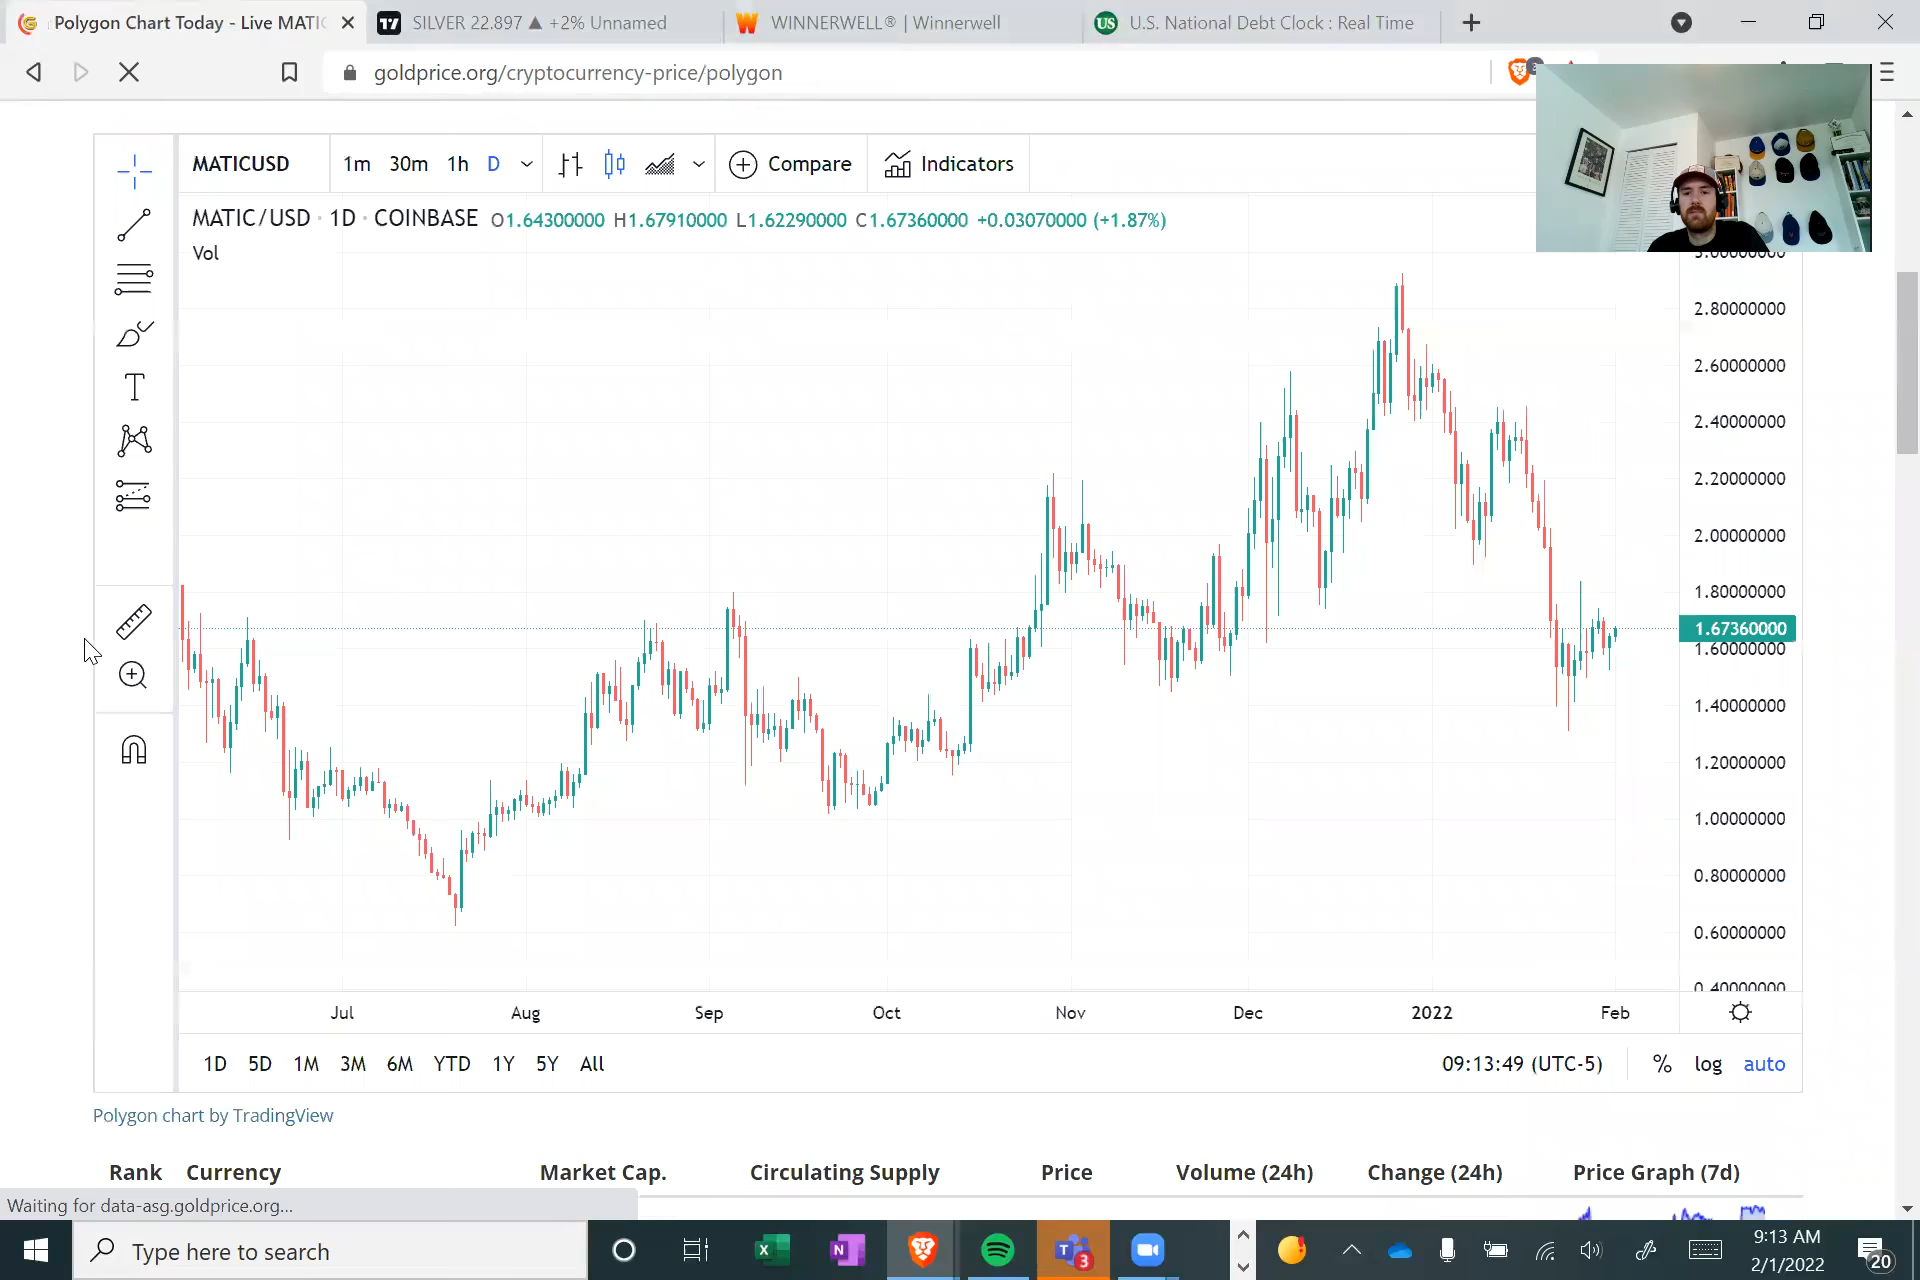 Polygon Chart Today - Live MATIC
SILVER 22.897 ▲ +2% Unnamed
WINNERWELL® | Winnerwell
U.S. National Debt Clock : Real Time
goldprice.org/cryptocurrency-price/polygon
MATICUSD 1m 30m 1h D Compare Indicators
MATIC/USD · 1D · COINBASE O1.64300000 H1.67910000 L1.62290000 C1.67360000 +0.03070000 (+1.87%)
Vol
3.00000000
2.80000000
2.60000000
2.40000000
2.20000000
2.00000000
1.80000000
1.67360000
1.60000000
1.40000000
1.20000000
1.00000000
0.80000000
0.60000000
0.40000000
Jul Aug Sep Oct Nov Dec 2022 Feb
1D 5D 1M 3M 6M YTD 1Y 5Y All 09:13:49 (UTC-5) % log auto
Polygon chart by TradingView
Rank Currency Market Cap. Circulating Supply Price Volume (24h) Change (24h) Price Graph (7d)
Waiting for data-asg.goldprice.org...
Type here to search
3
9:13 AM
2/1/2022
20